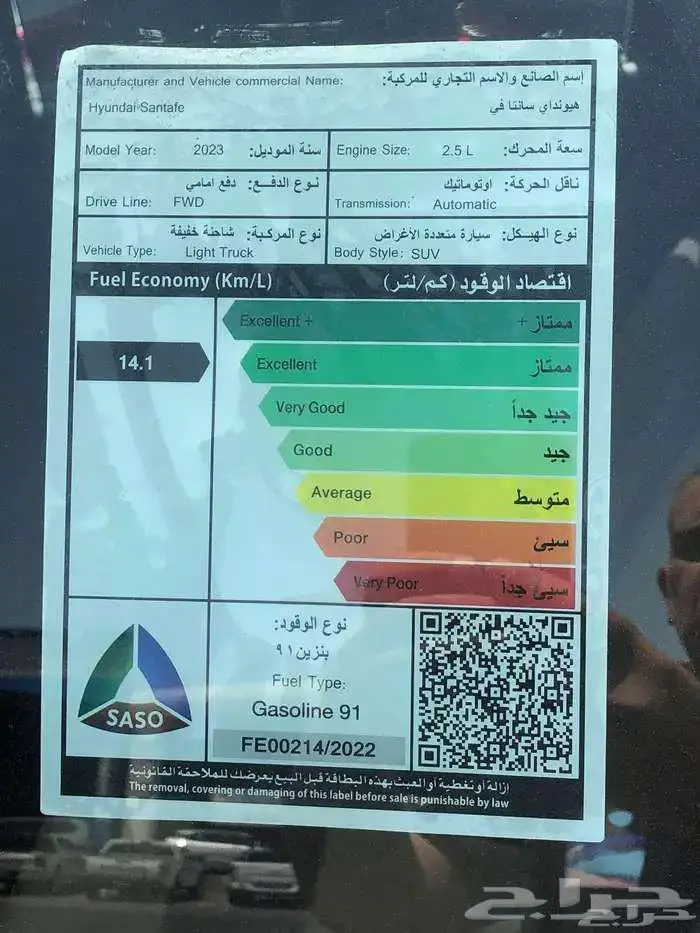 Manufacturer and Vehicle commercial Name: إسم الصانع والاسم التجاري للمركبة:
Hyundai Santafe هيونداي سانتا في
Model Year: 2023 سنة الموديل:
Engine Size: 2.5 L سعة المحرك:
نوع الدفع: دفع امامي
Drive Line: FWD
ناقل الحركة: اوتوماتيك
Transmission: Automatic
نوع المركبة: شاحنة خفيفة
Vehicle Type: Light Truck
نوع الهيكل: سيارة متعددة الأغراض
Body Style: SUV
Fuel Economy (Km/L) اقتصاد الوقود (كم/لتر)
Excellent + ممتاز +
14.1
Excellent ممتاز
Very Good جيد جداً
Good جيد
Average متوسط
Poor سيئ
Very Poor سيئ جداً
SASO
نوع الوقود:
بنزين ٩١
Fuel Type:
Gasoline 91
FE00214/2022
إزالة أو تغطية أو العبث بهذه البطاقة قبل البيع يعرضك للملاحقة القانونية
The removal, covering or damaging of this label before sale is punishable by law
حراج
حراج